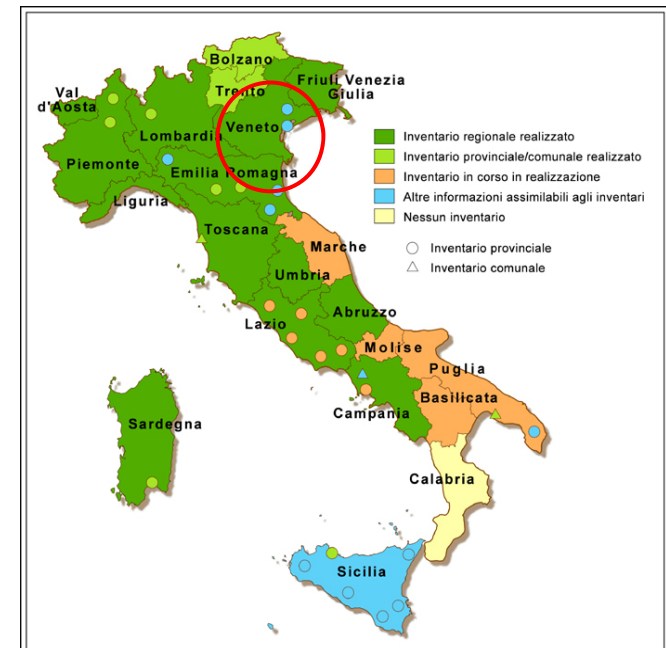 Bolzano
Friuli Venezia
Giulia
Val
d'Aosta
Trento
Lombardia
Veneto
Piemonte
Emilia Romagna
Liguria
Toscana
Marche
Umbria
Lazio
Abruzzo
Molise
Puglia
Basilicata
Campania
Sardegna
Calabria
Sicilia
Inventario regionale realizzato
Inventario provinciale/comunale realizzato
Inventario in corso in realizzazione
Altre informazioni assimilabili agli inventari
Nessun inventario
Inventario provinciale
Inventario comunale